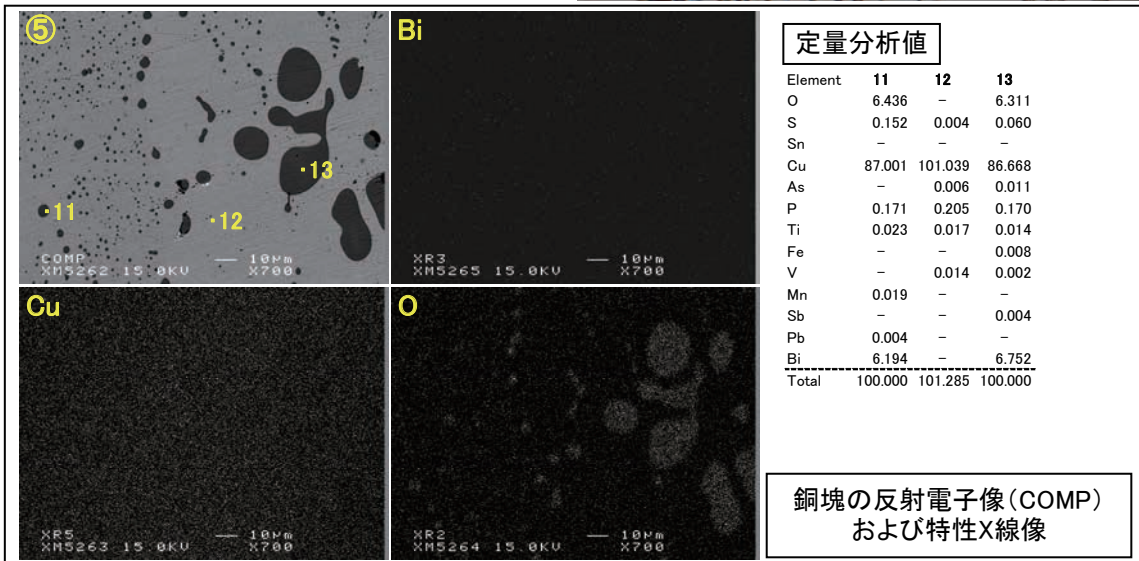 ⑤
・11
・12
・13
COMP 10μm
XM5262 15.0KV X700
Bi
XR3 10μm
XM5265 15.0KV X700
Cu
XR5 10μm
XM5263 15.0KV X700
O
XR2 10μm
XM5264 15.0KV X700
定量分析値
Element 11 12 13
O 6.436 − 6.311
S 0.152 0.004 0.060
Sn − − −
Cu 87.001 101.039 86.668
As − 0.006 0.011
P 0.171 0.205 0.170
Ti 0.023 0.017 0.014
Fe − − 0.008
V − 0.014 0.002
Mn 0.019 − −
Sb − − 0.004
Pb 0.004 − −
Bi 6.194 − 6.752
Total 100.000 101.285 100.000
銅塊の反射電子像(COMP)
および特性X線像